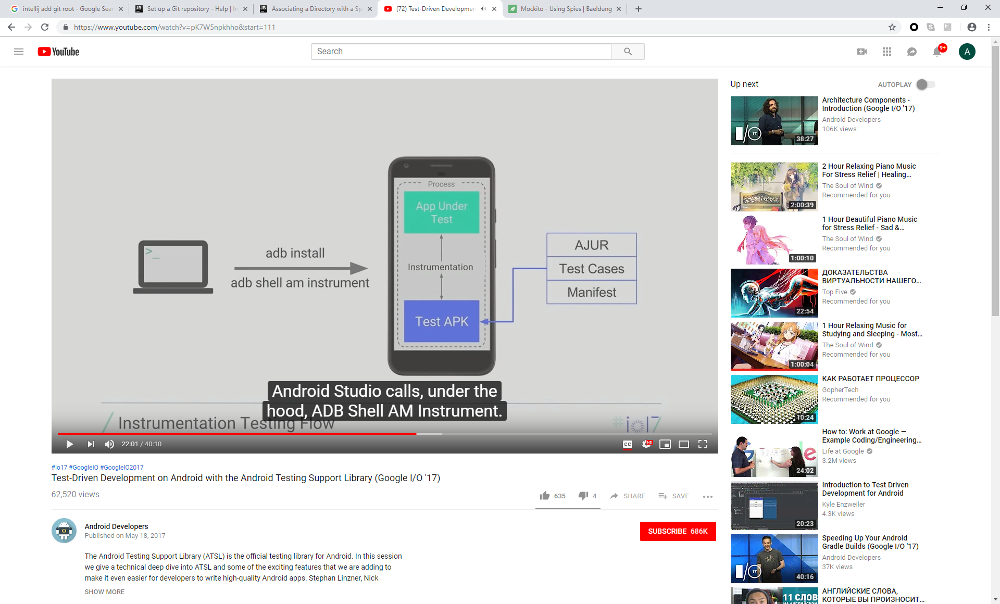 intellij add git root - Google Sear
Set up a Git repository - Help | In
Associating a Directory with a Sp
(72) Test-Driven Developmen
Mockito - Using Spies | Baeldung
https://www.youtube.com/watch?v=pK7W5npkhho&start=111
YouTube
Search
9+
A
Process
App Under
Test
Instrumentation
Test APK
>_
adb install
adb shell am instrument
AJUR
Test Cases
Manifest
Android Studio calls, under the
hood, ADB Shell AM Instrument.
Instrumentation Testing Flow
#io17
22:01 / 40:10
CC
HD
#io17 #GoogleIO #GoogleIO2017
Test-Driven Development on Android with the Android Testing Support Library (Google I/O '17)
62,520 views
635
4
SHARE
SAVE
Android Developers
Published on May 18, 2017
SUBSCRIBE 686K
The Android Testing Support Library (ATSL) is the official testing library for Android. In this session
we give a technical deep dive into ATSL and some of the exciting features that we are adding to
make it even easier for developers to write high-quality Android apps. Stephan Linzner, Nick
SHOW MORE
Up next
AUTOPLAY
17
38:27
Architecture Components -
Introduction (Google I/O '17)
Android Developers
106K views
2:00:39
2 Hour Relaxing Piano Music
For Stress Relief | Healing...
The Soul of Wind
Recommended for you
1:00:10
1 Hour Beautiful Piano Music
for Stress Relief - Sad &...
The Soul of Wind
Recommended for you
22:54
ДОКАЗАТЕЛЬСТВА
ВИРТУАЛЬНОСТИ НАШЕГО...
Top Five
Recommended for you
1:00:04
1 Hour Relaxing Music for
Studying and Sleeping - Most...
The Soul of Wind
Recommended for you
10:24
КАК РАБОТАЕТ ПРОЦЕССОР
GopherTech
Recommended for you
24:02
How to: Work at Google —
Example Coding/Engineering...
Life at Google
3.2M views
20:23
Introduction to Test Driven
Development for Android
Kyle Enzweiler
4.3K views
17
40:16
Speeding Up Your Android
Gradle Builds (Google I/O '17)
Android Developers
37K views
11 СЛОВ
НА АНГЛИЙСКОМ
АНГЛИЙСКИЕ СЛОВА,
КОТОРЫЕ ВЫ ПРОИЗНОСИТ...